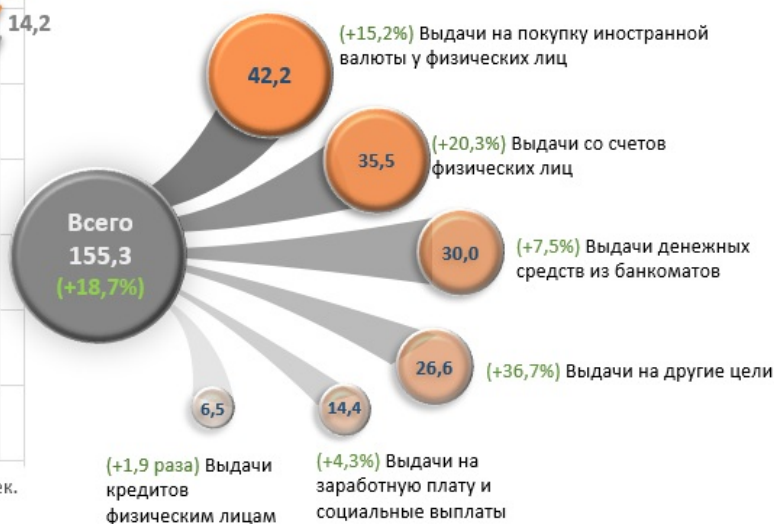 14,2
42,2
(+15,2%) Выдачи на покупку иностранной
валюты у физических лиц
35,5
(+20,3%) Выдачи со счетов
физических лиц
Всего
155,3
(+18,7%)
30,0
(+7,5%) Выдачи денежных
средств из банкоматов
26,6
(+36,7%) Выдачи на другие цели
6,5
14,4
(+1,9 раза) Выдачи
кредитов
физическим лицам
(+4,3%) Выдачи на
заработную плату и
социальные выплаты
ек.